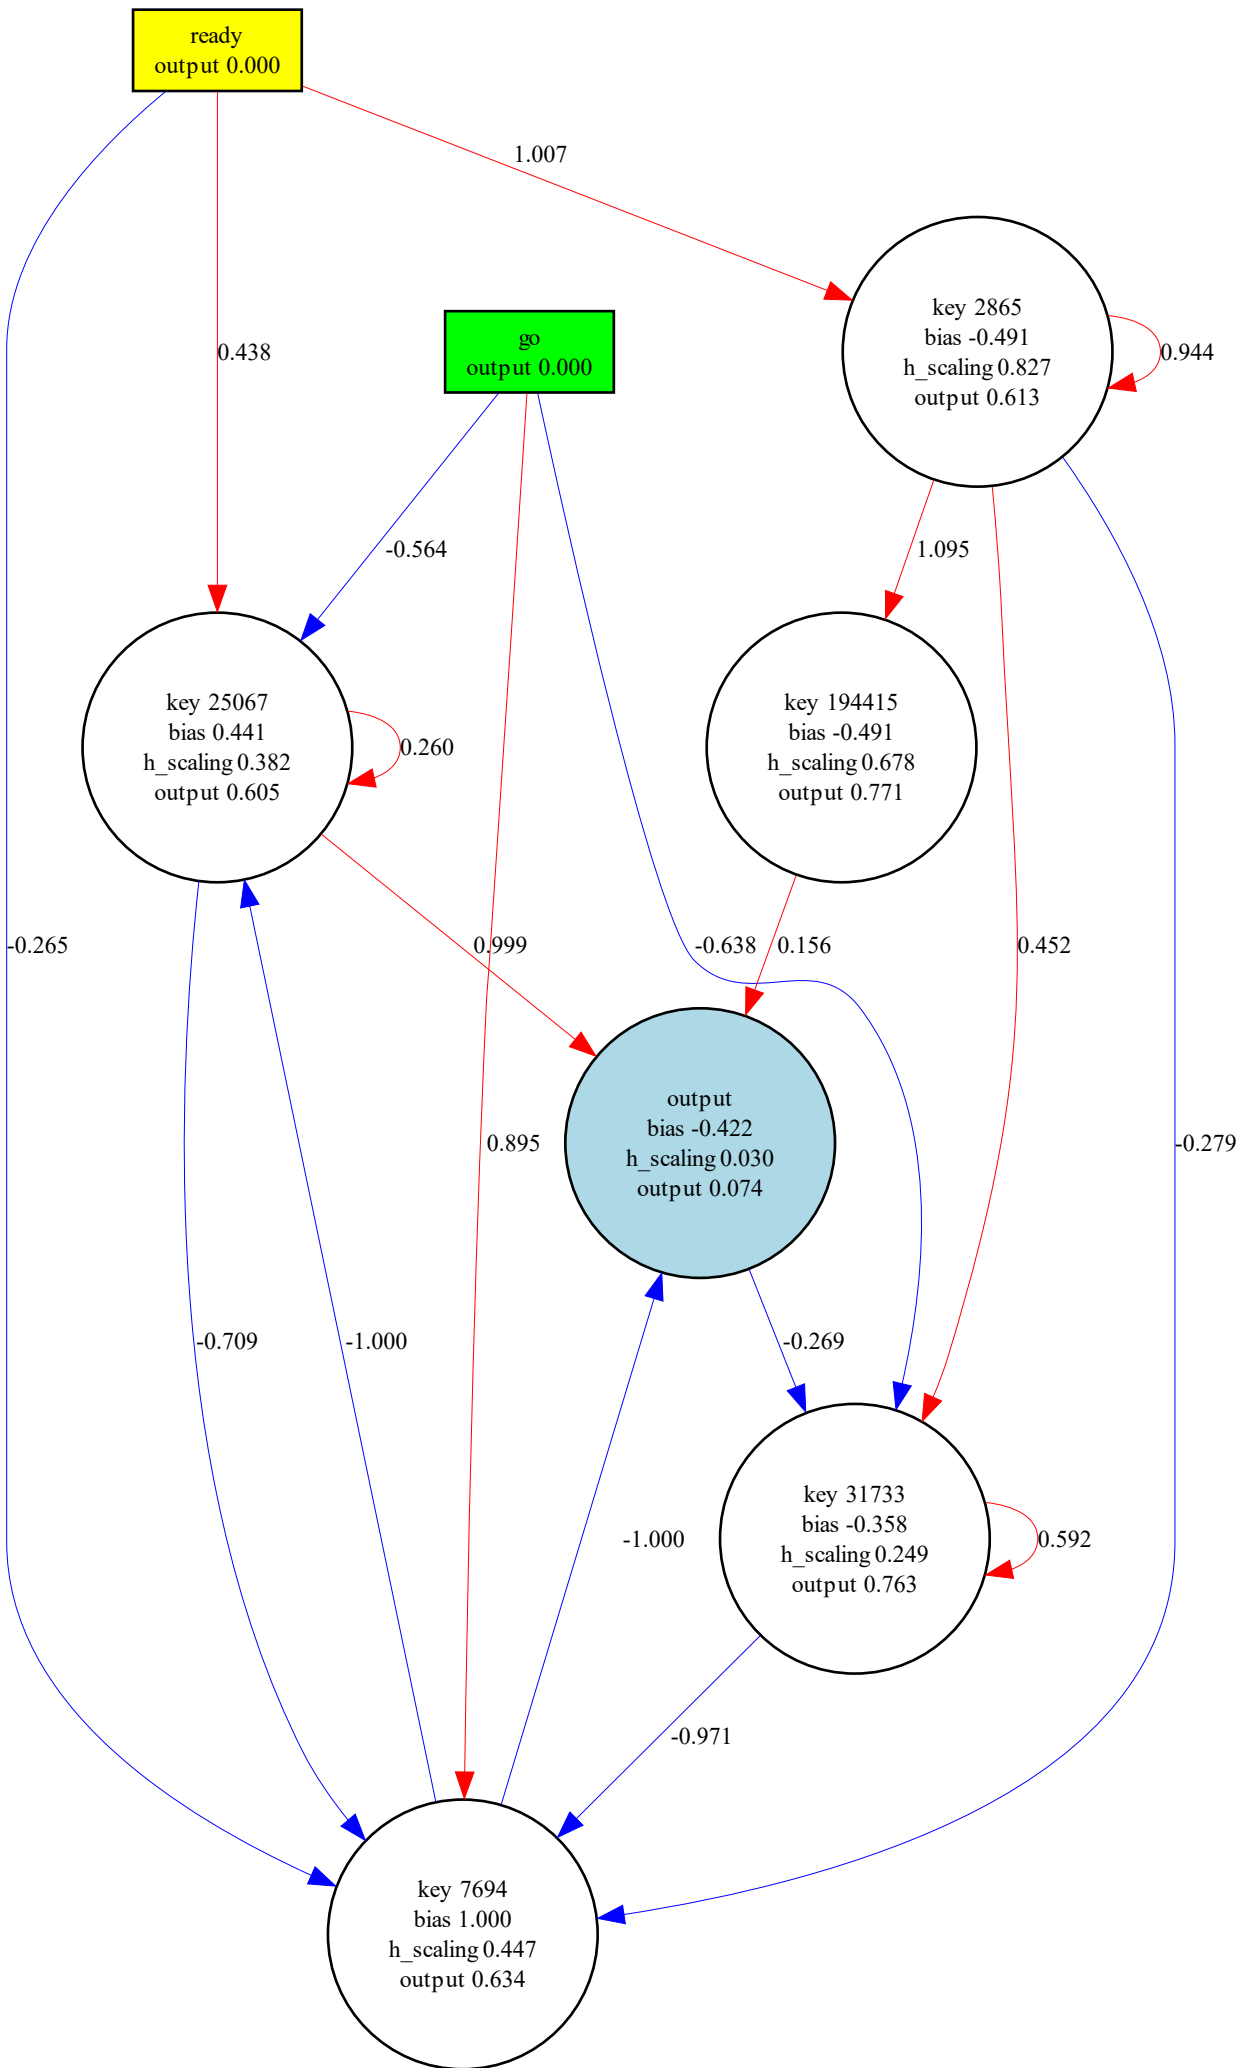 ready
output 0.000
1.007
go
output 0.000
key 2865
bias -0.491
h_scaling 0.827
output 0.613
0.438
0.944
-0.564
1.095
key 25067
bias 0.441
h_scaling 0.382
output 0.605
0.260
key 194415
bias -0.491
h_scaling 0.678
output 0.771
-0.265
0.999
-0.638
0.156
0.452
output
bias -0.422
h_scaling 0.030
output 0.074
0.895
-0.279
-0.709
-1.000
-0.269
key 31733
bias -0.358
h_scaling 0.249
output 0.763
-1.000
0.592
-0.971
key 7694
bias 1.000
h_scaling 0.447
output 0.634